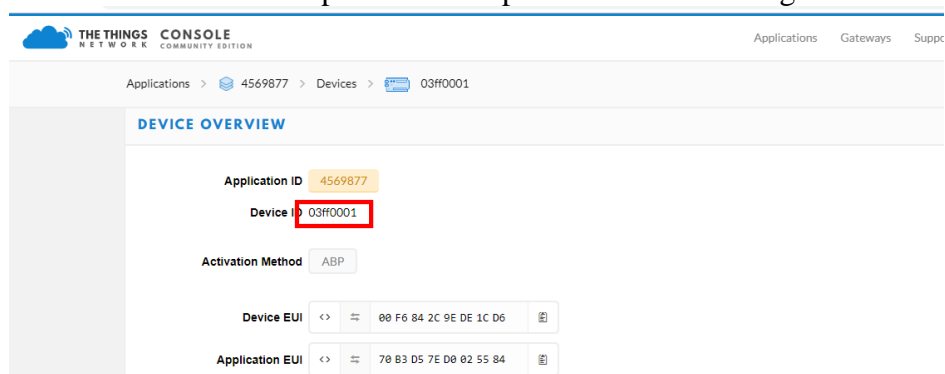 THE THINGS CONSOLE
NETWORK COMMUNITY EDITION
Applications Gateways Suppo
Applications > 4569877 > Devices > 03ff0001
DEVICE OVERVIEW
Application ID 4569877
Device ID 03ff0001
Activation Method ABP
Device EUI <> ⇆ 00 F6 84 2C 9E DE 1C D6
Application EUI <> ⇆ 70 B3 D5 7E D0 02 55 84